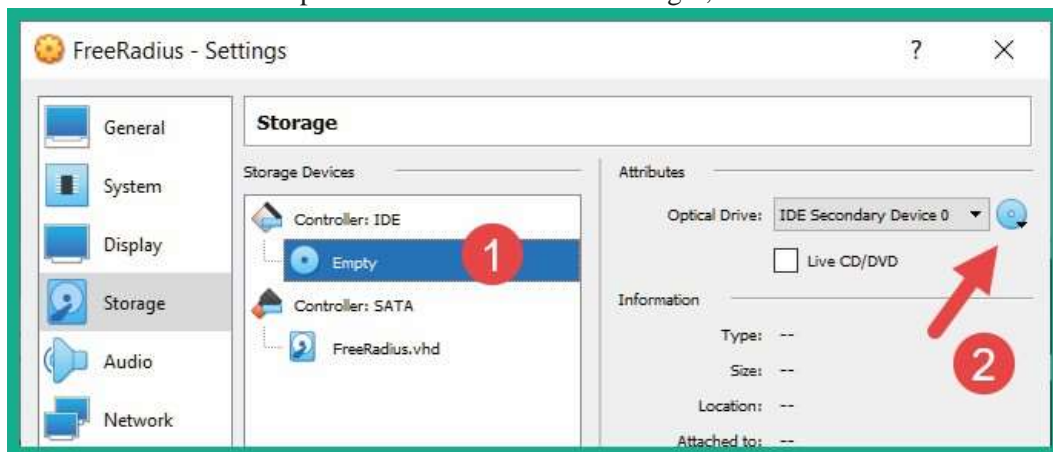 FreeRadius - Settings ? ×
General
System
Display
Storage
Audio
Network
Storage
Storage Devices
Controller: IDE
Empty 1
Controller: SATA
FreeRadius.vhd
Attributes
Optical Drive: IDE Secondary Device 0
Live CD/DVD
2
Information
Type: --
Size: --
Location: --
Attached to: --